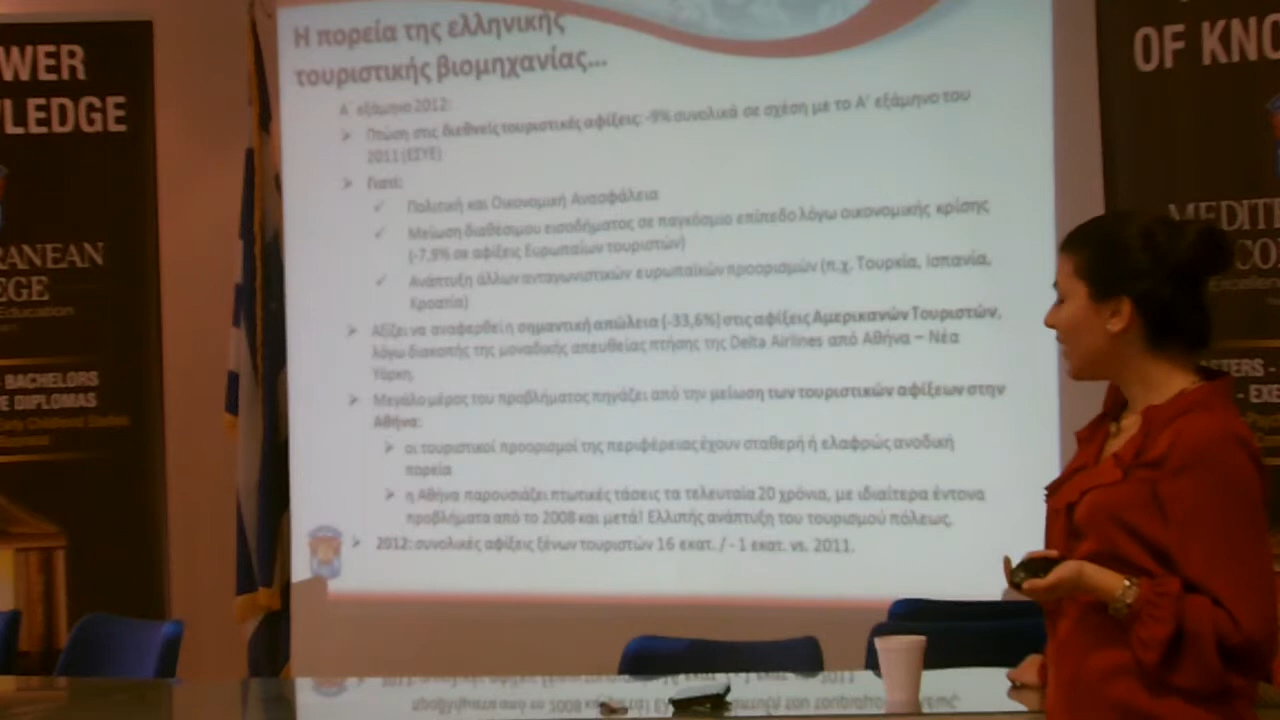 WER
LEDGE
RANEAN
EGE
Education
- BACHELORS
E DIPLOMAS
Η πορεία της ελληνικής
τουριστικής βιομηχανίας...
Α΄ εξάμηνο 2012:
Πτώση στις διεθνείς τουριστικές αφίξεις: -9% συνολικά σε σχέση με το Α΄ εξάμηνο του
2011 (ΕΣΥΕ)
Γιατί:
Πολιτική και Οικονομική Ανασφάλεια
Μείωση διαθέσιμου εισοδήματος σε παγκόσμιο επίπεδο λόγω οικονομικής κρίσης
(-7,9% σε αφίξεις Ευρωπαίων τουριστών)
Ανάπτυξη άλλων ανταγωνιστικών ευρωπαϊκών προορισμών (π.χ. Τουρκία, Ισπανία,
Κροατία)
Αξίζει να αναφερθεί η σημαντική απώλεια (-33,6%) στις αφίξεις Αμερικανών Τουριστών,
λόγω διακοπής της μοναδικής απευθείας πτήσης της Delta Airlines από Αθήνα – Νέα
Υόρκη.
Μεγάλο μέρος του προβλήματος πηγάζει από την μείωση των τουριστικών αφίξεων στην
Αθήνα:
οι τουριστικοί προορισμοί της περιφέρειας έχουν σταθερή ή ελαφρώς ανοδική
πορεία
η Αθήνα παρουσιάζει πτωτικές τάσεις τα τελευταία 20 χρόνια, με ιδιαίτερα έντονα
προβλήματα από το 2008 και μετά! Ελλιπής ανάπτυξη του τουρισμού πόλεως.
2012: συνολικές αφίξεις ξένων τουριστών 16 εκατ. / - 1 εκατ. vs. 2011.
OF KNO
MEDIT
CO
STERS -
- EXE